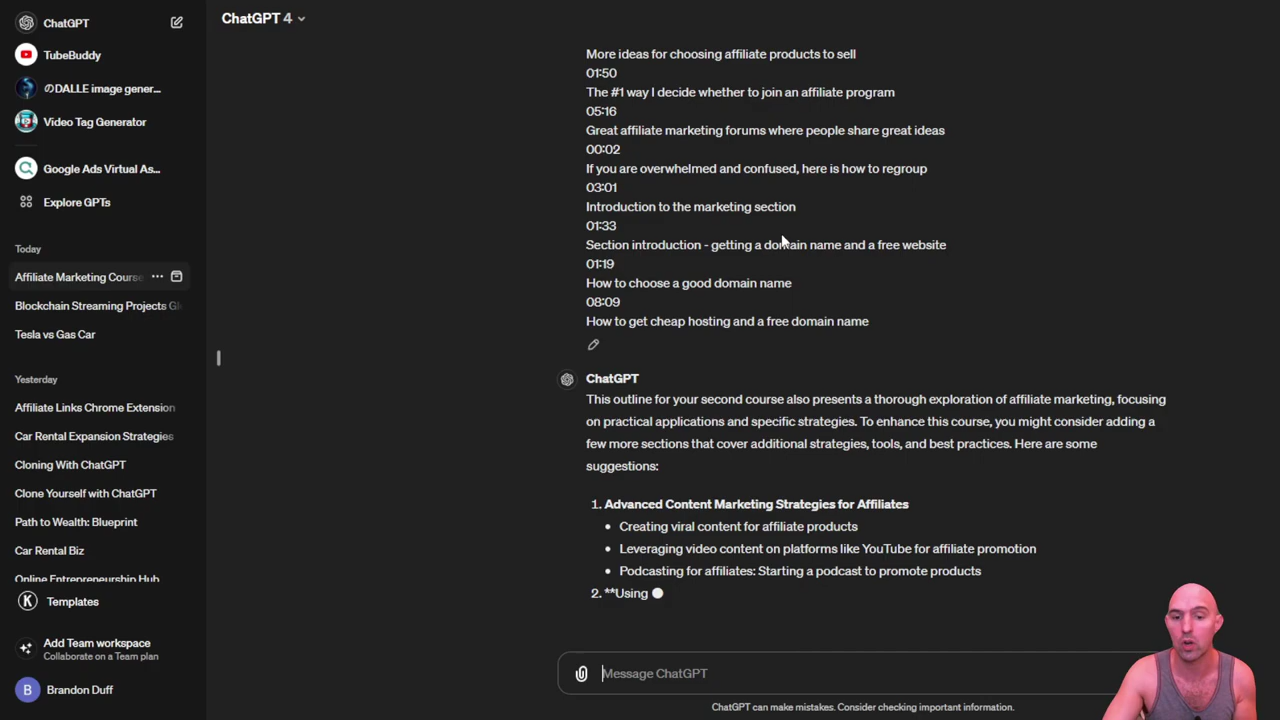 ChatGPT
TubeBuddy
のDALLE image gener...
Video Tag Generator
Google Ads Virtual As...
Explore GPTs
Today
Affiliate Marketing Course
Blockchain Streaming Projects Gl
Tesla vs Gas Car
Yesterday
Affiliate Links Chrome Extension
Car Rental Expansion Strategies
Cloning With ChatGPT
Clone Yourself with ChatGPT
Path to Wealth: Blueprint
Car Rental Biz
Online Entrepreneurship Hub
K Templates
Add Team workspace
Collaborate on a Team plan
B Brandon Duff
ChatGPT 4
More ideas for choosing affiliate products to sell
01:50
The #1 way I decide whether to join an affiliate program
05:16
Great affiliate marketing forums where people share great ideas
00:02
If you are overwhelmed and confused, here is how to regroup
03:01
Introduction to the marketing section
01:33
Section introduction - getting a domain name and a free website
01:19
How to choose a good domain name
08:09
How to get cheap hosting and a free domain name
ChatGPT
This outline for your second course also presents a thorough exploration of affiliate marketing, focusing
on practical applications and specific strategies. To enhance this course, you might consider adding a
few more sections that cover additional strategies, tools, and best practices. Here are some
suggestions:
1. Advanced Content Marketing Strategies for Affiliates
• Creating viral content for affiliate products
• Leveraging video content on platforms like YouTube for affiliate promotion
• Podcasting for affiliates: Starting a podcast to promote products
2. **Using
Message ChatGPT
ChatGPT can make mistakes. Consider checking important information.